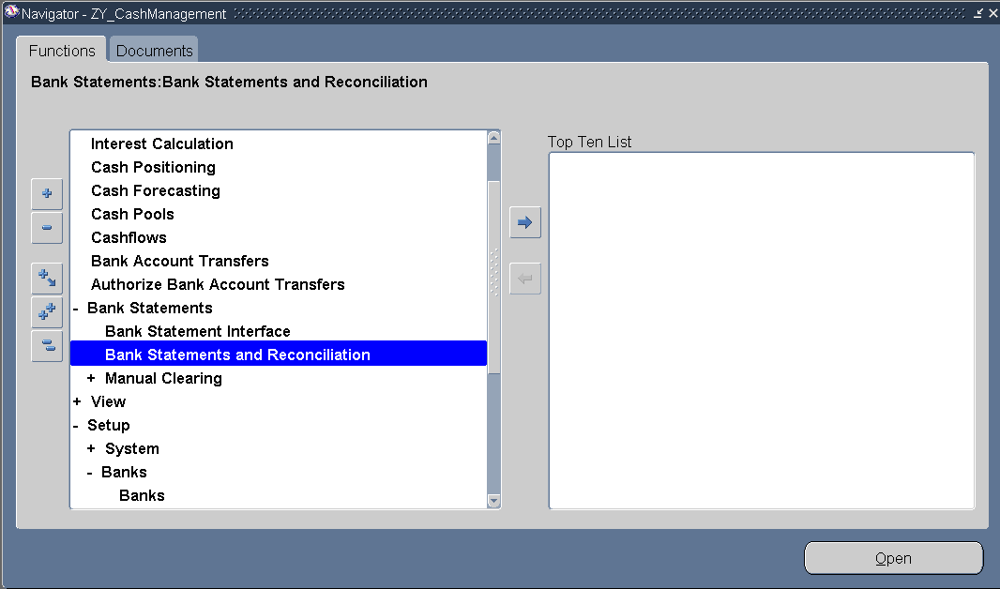 Navigator - ZY_CashManagement
Functions
Documents
Bank Statements:Bank Statements and Reconciliation
Interest Calculation
Cash Positioning
Cash Forecasting
Cash Pools
Cashflows
Bank Account Transfers
Authorize Bank Account Transfers
- Bank Statements
Bank Statement Interface
Bank Statements and Reconciliation
+ Manual Clearing
+ View
- Setup
+ System
- Banks
Banks
Top Ten List
Open